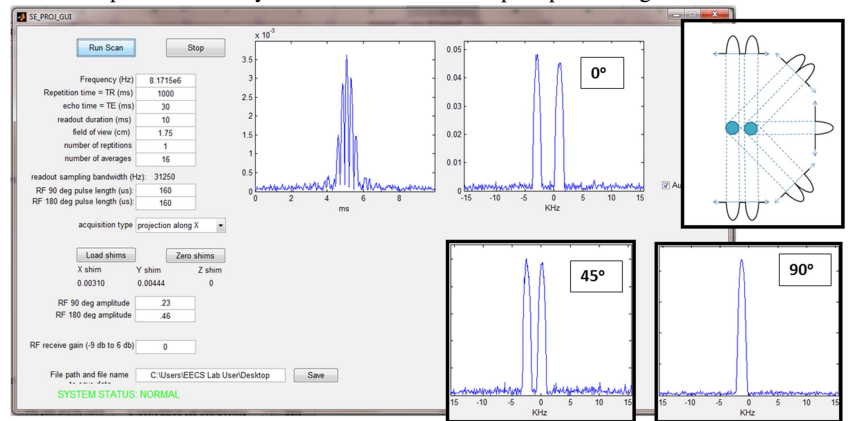 SE_PROJ_GUI
Run Scan Stop
Frequency (Hz) 8.1715e6
Repetition time = TR (ms) 1000
echo time = TE (ms) 30
readout duration (ms) 10
field of view (cm) 1.75
number of reptitions 1
number of averages 16
readout sampling bandwidth (Hz): 31250
RF 90 deg pulse length (us): 160
RF 180 deg pulse length (us): 160
acquisition type projection along X
Load shims Zero shims
X shim Y shim Z shim
0.00310 0.00444 0
RF 90 deg amplitude .23
RF 180 deg amplitude .46
RF receive gain (-9 db to 6 db) 0
File path and file name C:\Users\EECS Lab User\Desktop Save
SYSTEM STATUS: NORMAL
x 10⁻³
3.5
3
2.5
2
1.5
1
0.5
0
0 2 4 6 8
ms
0.05
0.04
0.03
0.02
0.01
0
-15 -10 -5 0 5 10 15
KHz
0º
Au
45º
15 -10 -5 0 5 10 15
KHz
90º
15 -10 -5 0 5 10 15
KHz